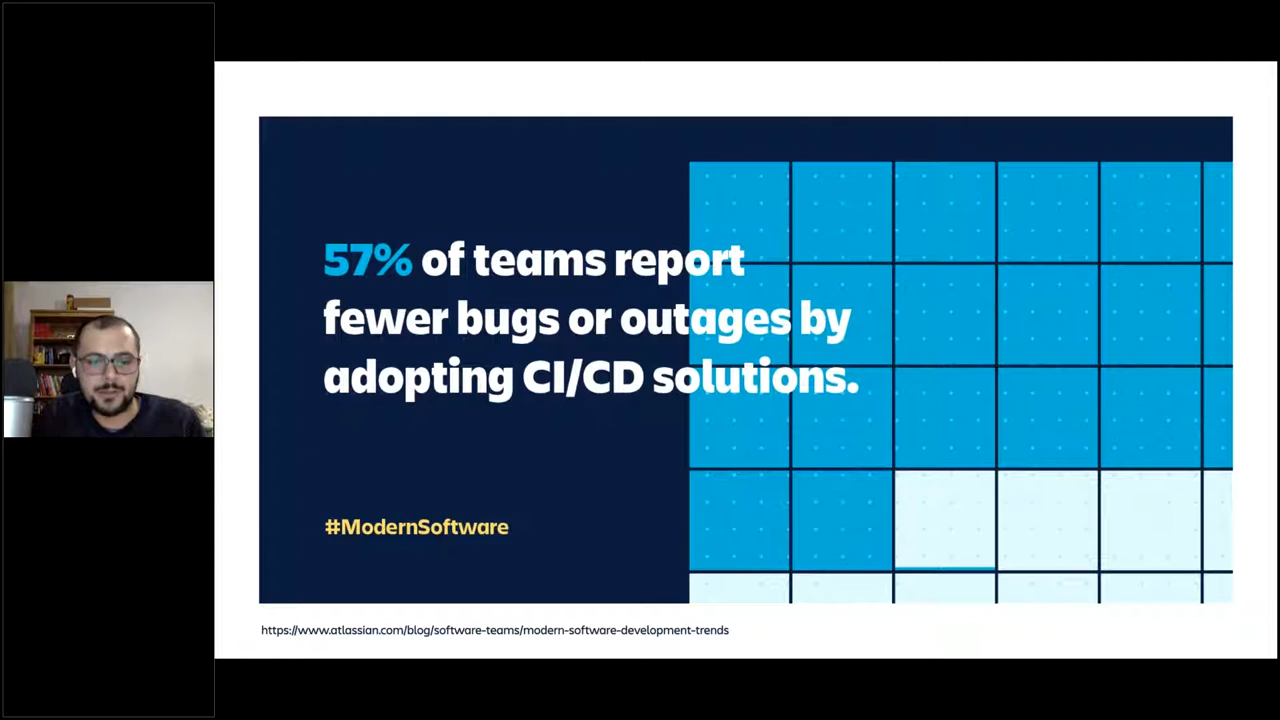 57% of teams report
fewer bugs or outages by
adopting CI/CD solutions.
#ModernSoftware
https://www.atlassian.com/blog/software-teams/modern-software-development-trends